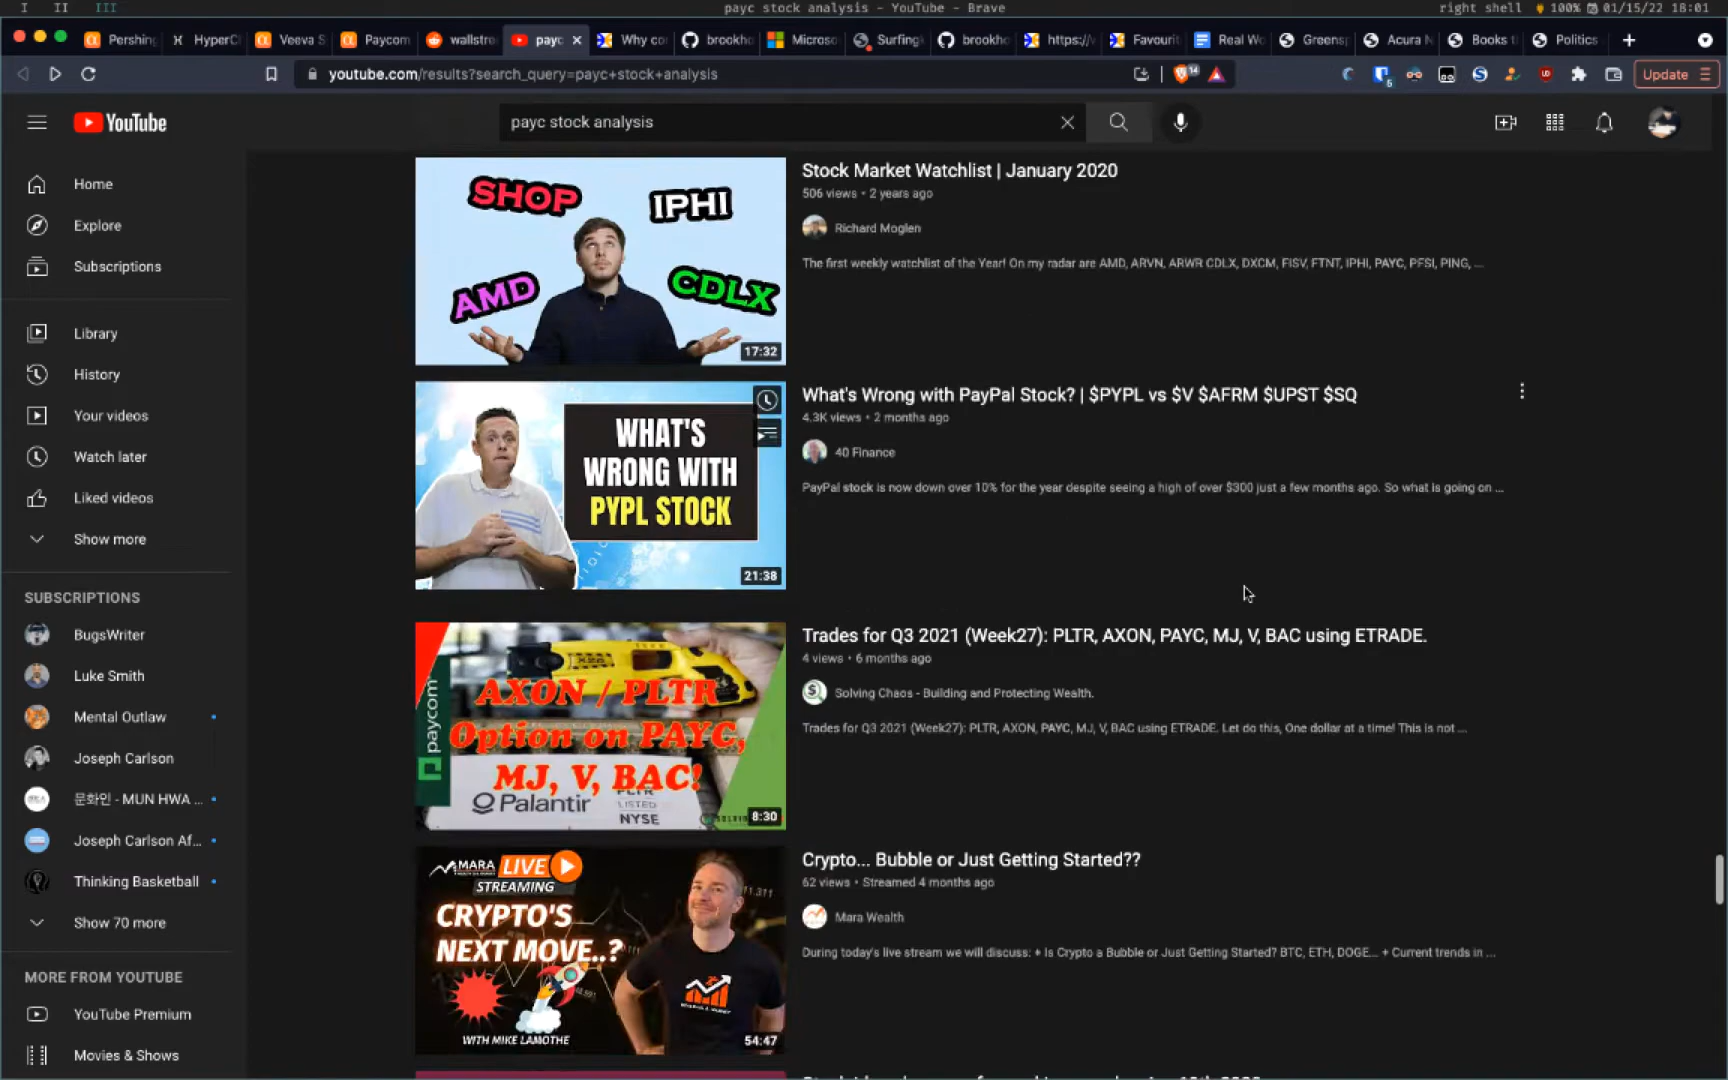 I II III
payc stock analysis - YouTube - Brave
right shell 100% 01/15/22 18:01
Pershing
HyperCl
Veeva S
Paycom
wallstre
payc
Why co
brookho
Microso
Surfing
brookho
https://
Favourit
Real Wo
Greensp
Acura N
Books t
Politics
youtube.com/results?search_query=payc+stock+analysis
14
Update
YouTube
payc stock analysis
Home
Explore
Subscriptions
Library
History
Your videos
Watch later
Liked videos
Show more
SUBSCRIPTIONS
BugsWriter
Luke Smith
Mental Outlaw
Joseph Carlson
문화인 - MUN HWA ...
Joseph Carlson Af...
Thinking Basketball
Show 70 more
MORE FROM YOUTUBE
YouTube Premium
Movies & Shows
SHOP
IPHI
AMD
CDLX
17:32
Stock Market Watchlist | January 2020
506 views • 2 years ago
Richard Moglen
The first weekly watchlist of the Year! On my radar are AMD, ARVN, ARWR CDLX, DXCM, FISV, FTNT, IPHI, PAYC, PFSI, PING, ...
WHAT'S
WRONG WITH
PYPL STOCK
21:38
What's Wrong with PayPal Stock? | $PYPL vs $V $AFRM $UPST $SQ
4.3K views • 2 months ago
40 Finance
PayPal stock is now down over 10% for the year despite seeing a high of over $300 just a few months ago. So what is going on ...
paycom
AXON / PLTR
Option on PAYC,
MJ, V, BAC!
Palantir
PLTR
LISTED
NYSE
8:30
Trades for Q3 2021 (Week27): PLTR, AXON, PAYC, MJ, V, BAC using ETRADE.
4 views • 6 months ago
Solving Chaos - Building and Protecting Wealth.
Trades for Q3 2021 (Week27): PLTR, AXON, PAYC, MJ, V, BAC using ETRADE. Let do this, One dollar at a time! This is not ...
MARA LIVE
STREAMING
CRYPTO'S
NEXT MOVE..?
WITH MIKE LAMOTHE
11.311
54:47
Crypto... Bubble or Just Getting Started??
62 views • Streamed 4 months ago
Mara Wealth
During today's live stream we will discuss: + Is Crypto a Bubble or Just Getting Started? BTC, ETH, DOGE... + Current trends in ...